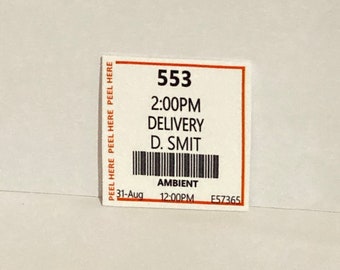 553
2:00PM
DELIVERY
D. SMIT
AMBIENT
31-Aug 12:00PM E57365
PEEL HERE PEEL HERE PEEL HERE